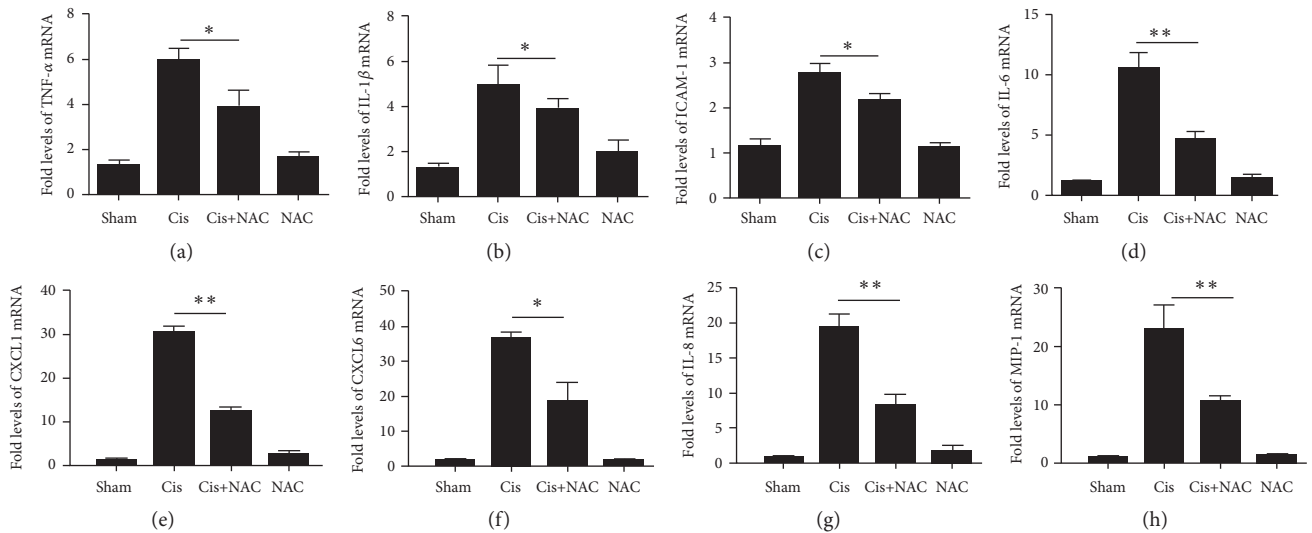 Fold levels of TNF-α mRNA
8
6
4
2
0
*
Sham Cis Cis+NAC NAC
(a)
Fold levels of IL-1β mRNA
8
6
4
2
0
*
Sham Cis Cis+NAC NAC
(b)
Fold levels of ICAM-1 mRNA
4
3
2
1
0
*
Sham Cis Cis+NAC NAC
(c)
Fold levels of IL-6 mRNA
15
10
5
0
**
Sham Cis Cis+NAC NAC
(d)
Fold levels of CXCL1 mRNA
40
30
20
10
0
**
Sham Cis Cis+NAC NAC
(e)
Fold levels of CXCL6 mRNA
50
40
30
20
10
0
*
Sham Cis Cis+NAC NAC
(f)
Fold levels of IL-8 mRNA
25
20
15
10
5
0
**
Sham Cis Cis+NAC NAC
(g)
Fold levels of MIP-1 mRNA
30
20
10
0
**
Sham Cis Cis+NAC NAC
(h)